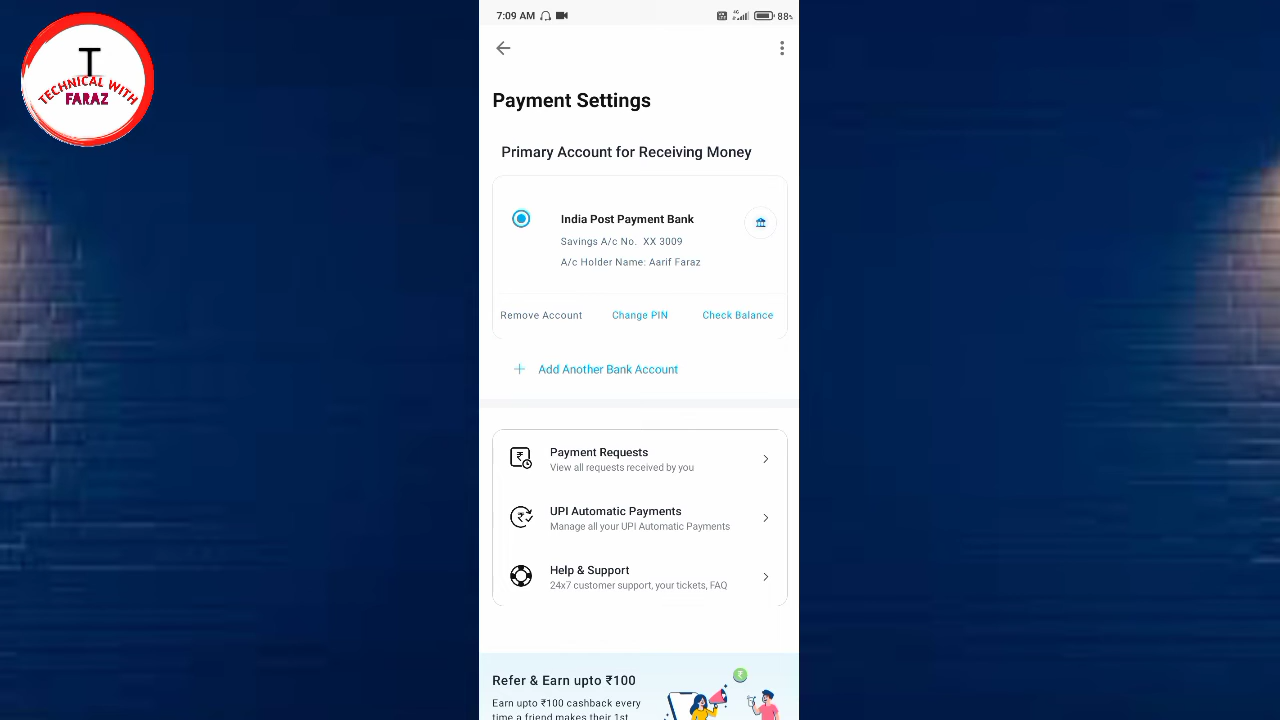 T
TECHNICAL WITH
FARAZ
7:09 AM
4G
88%
Payment Settings
Primary Account for Receiving Money
India Post Payment Bank
Savings A/c No. XX 3009
A/c Holder Name: Aarif Faraz
Remove Account Change PIN Check Balance
+ Add Another Bank Account
Payment Requests
View all requests received by you
UPI Automatic Payments
Manage all your UPI Automatic Payments
Help & Support
24x7 customer support, your tickets, FAQ
Refer & Earn upto ₹100
Earn upto ₹100 cashback every
time a friend makes their 1st